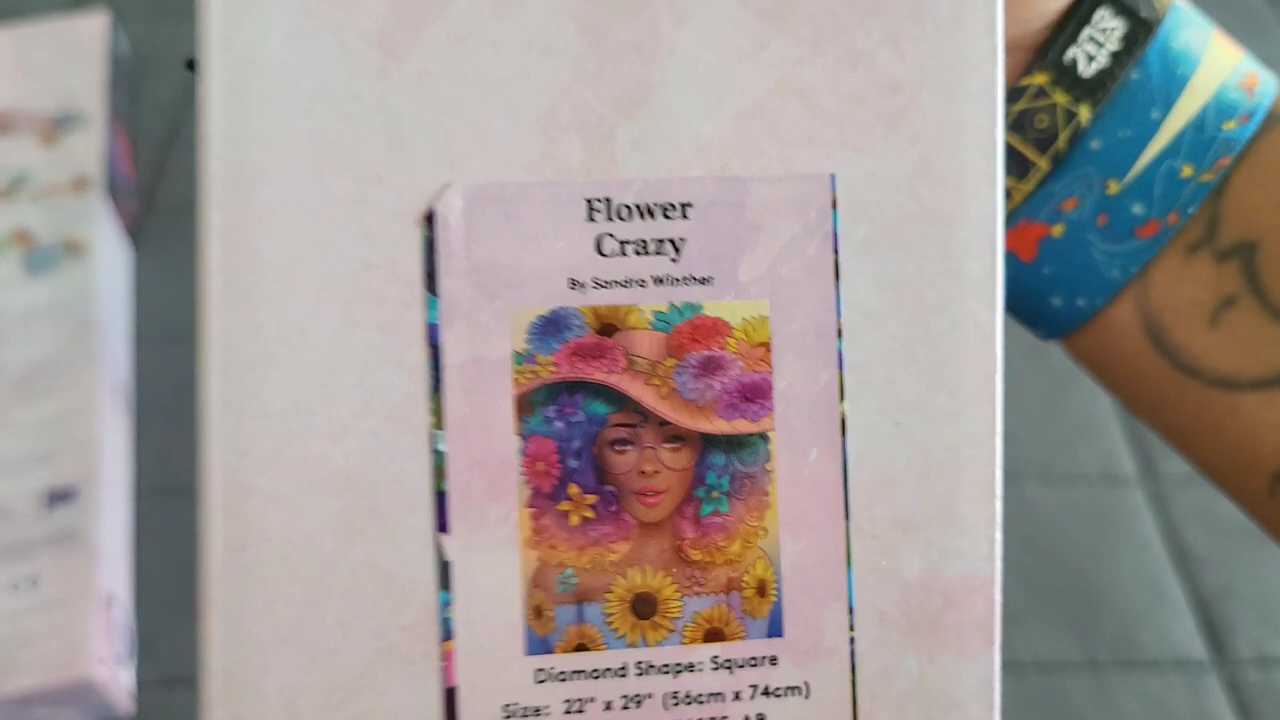 Flower
Crazy
By Sandra Winther
Diamond Shape: Square
Size: 22" x 29" (56cm x 74cm)